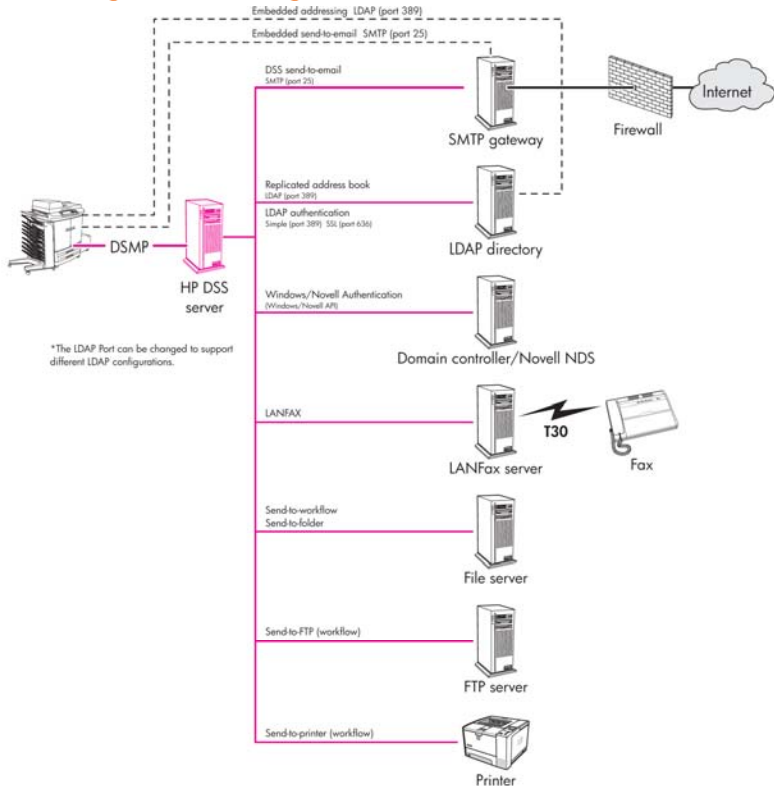 Embedded addressing LDAP (port 389)
Embedded send-to-email SMTP (port 25)
DSS send-to-email
SMTP (port 25)
SMTP gateway
Firewall
Internet
Replicated address book
LDAP (port 389)
LDAP authentication
Simple (port 389) SSL (port 636)
LDAP directory
DSMP
HP DSS
server
*The LDAP Port can be changed to support
different LDAP configurations.
Windows/Novell Authentication
(Windows/Novell API)
Domain controller/Novell NDS
LANFAX
T30
LANFax server
Fax
Send-to-workflow
Send-to-folder
File server
Send-to-FTP (workflow)
FTP server
Send-to-printer (workflow)
Printer